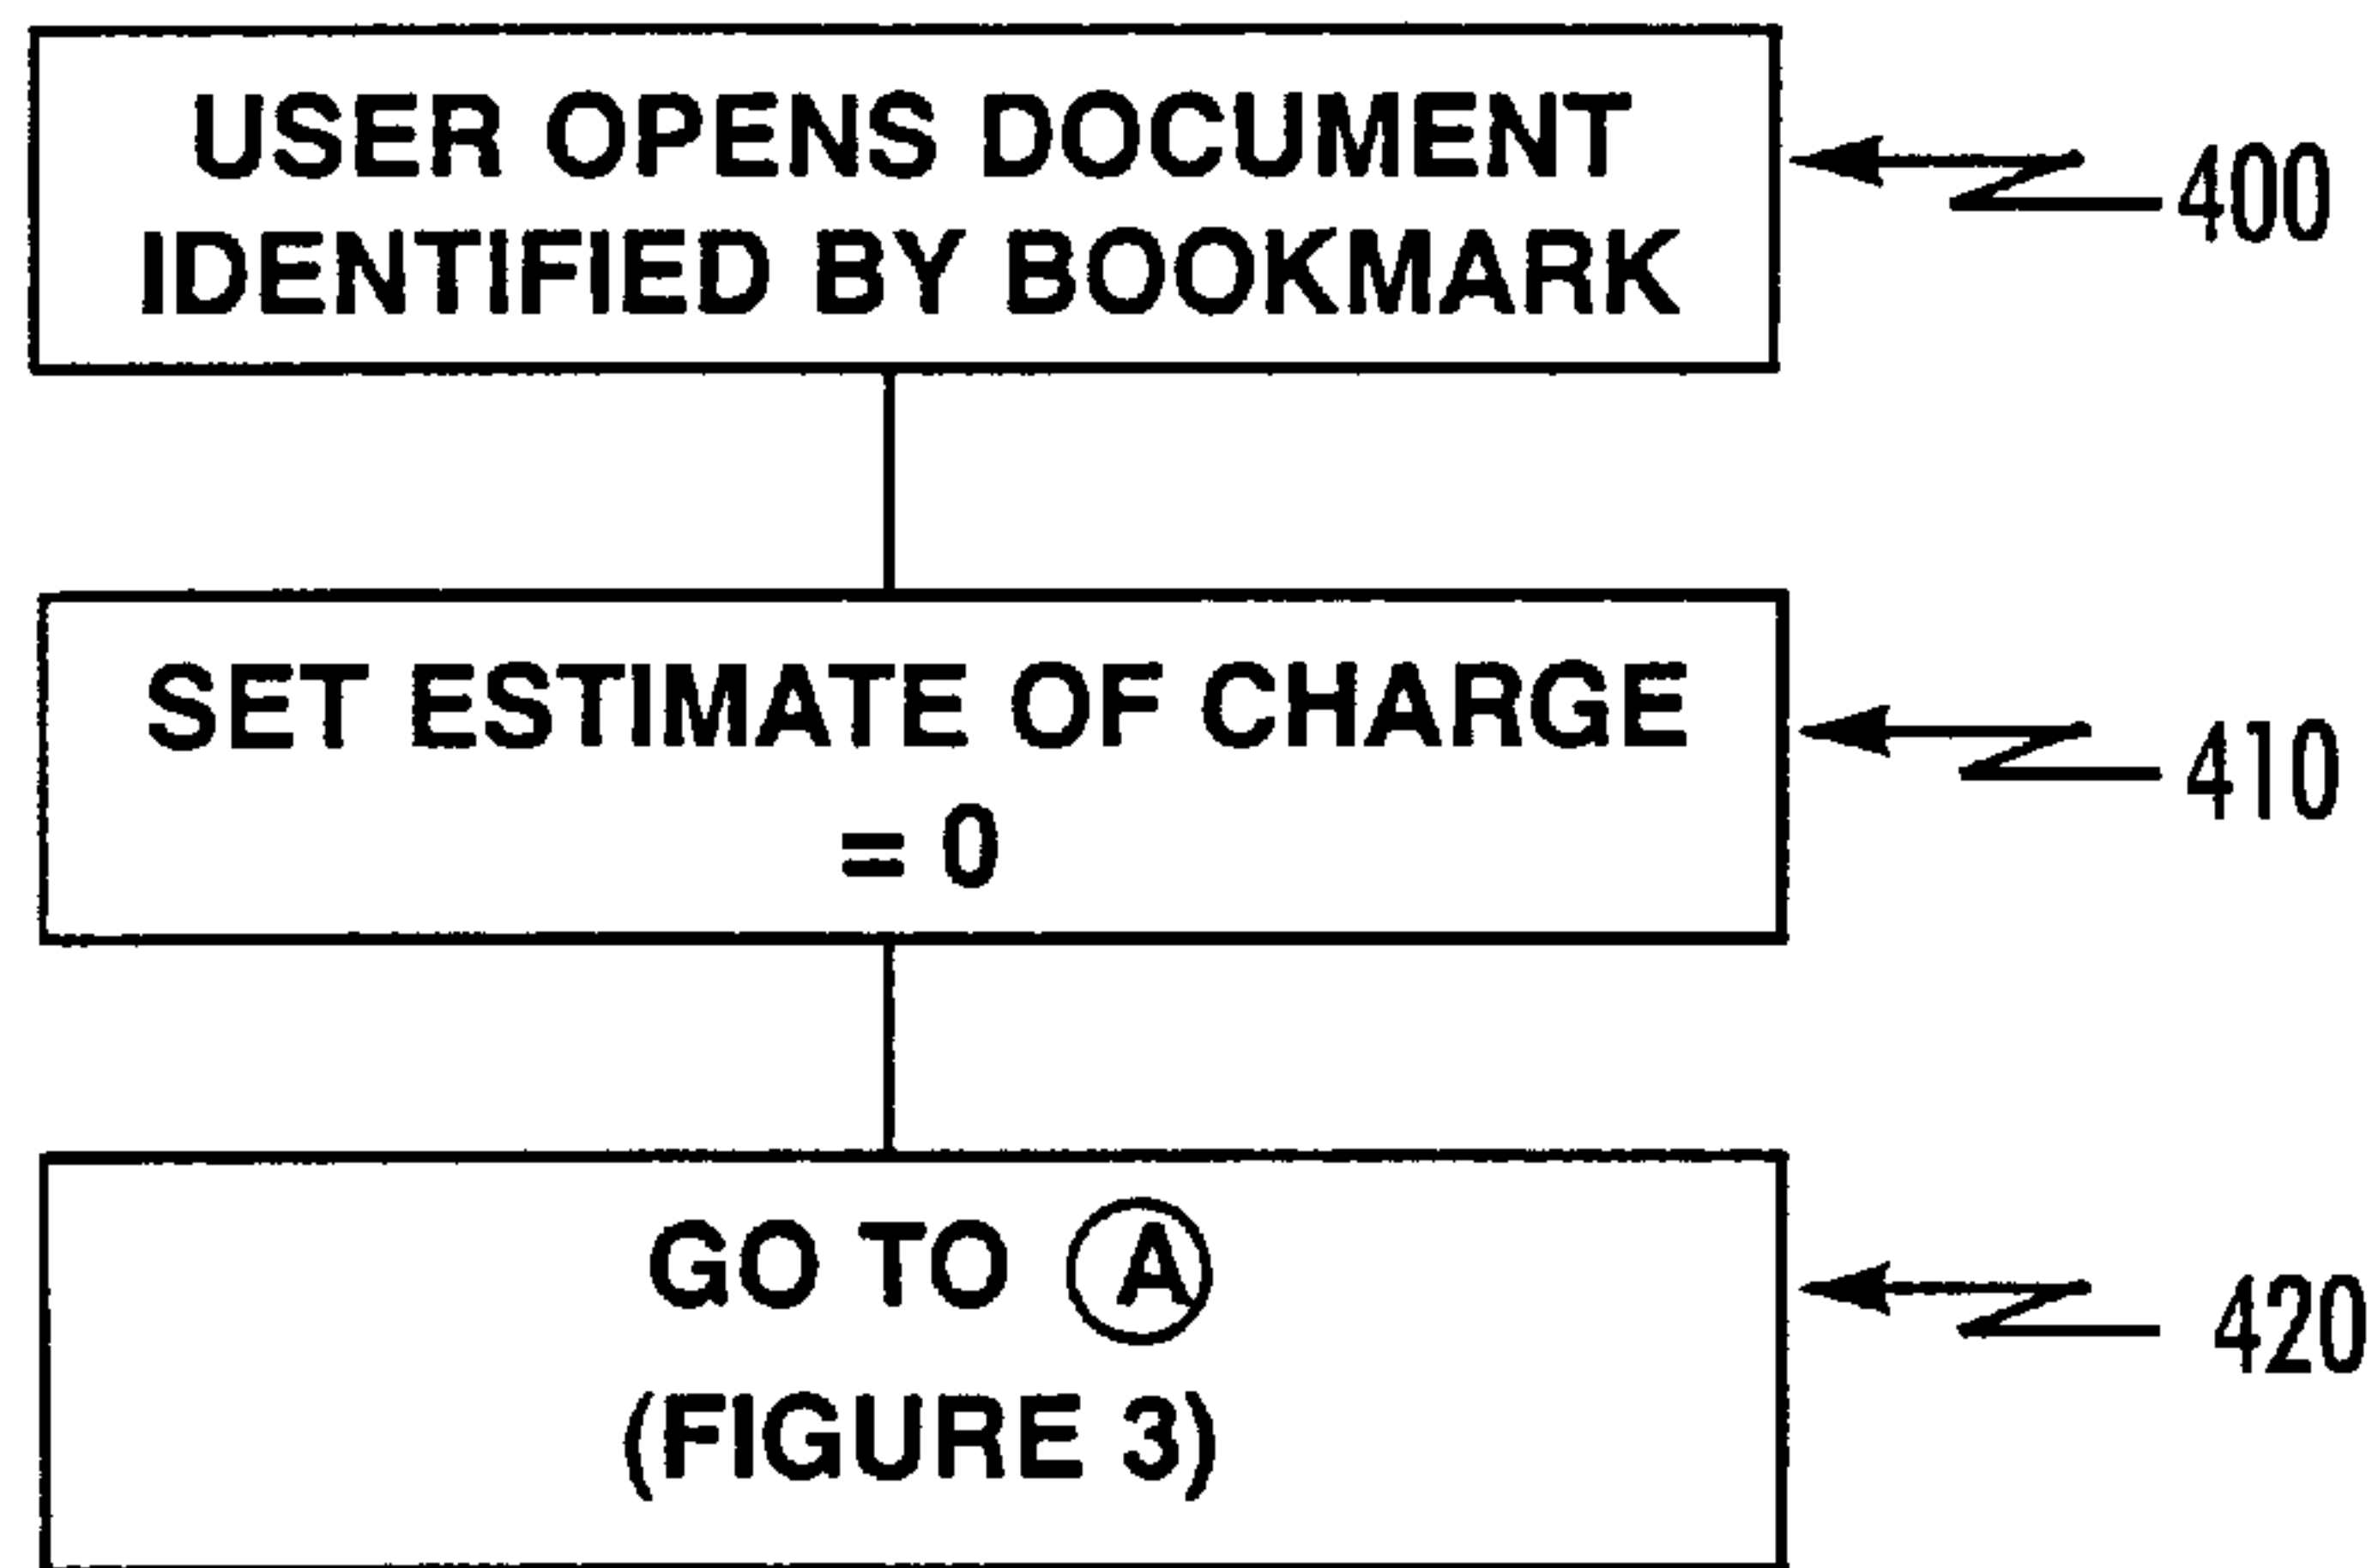 USER OPENS DOCUMENT
IDENTIFIED BY BOOKMARK
400
SET ESTIMATE OF CHARGE
= 0
410
GO TO A
(FIGURE 3)
420